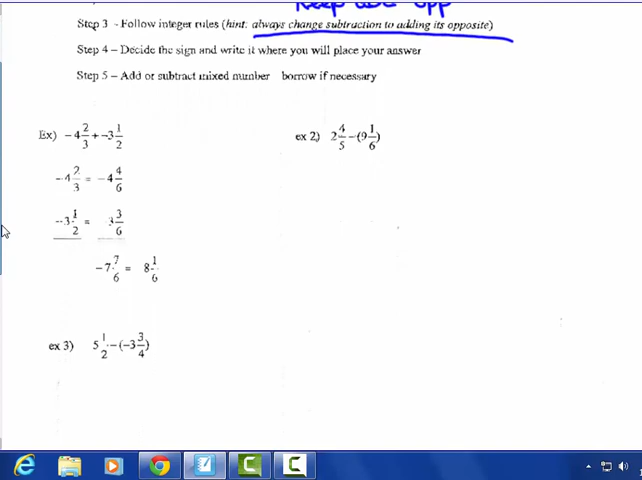 Keep add opp
Step 3 - Follow integer rules (hint: always change subtraction to adding its opposite)
Step 4 – Decide the sign and write it where you will place your answer
Step 5 – Add or subtract mixed number borrow if necessary
Ex) -4 2/3 + -3 1/2
ex 2) 2 4/5 - (9 1/6)
-4 2/3 = -4 4/6
-3 1/2 = 3 3/6
-7 7/6 = 8 1/6
ex 3) 5 1/2 - (-3 3/4)